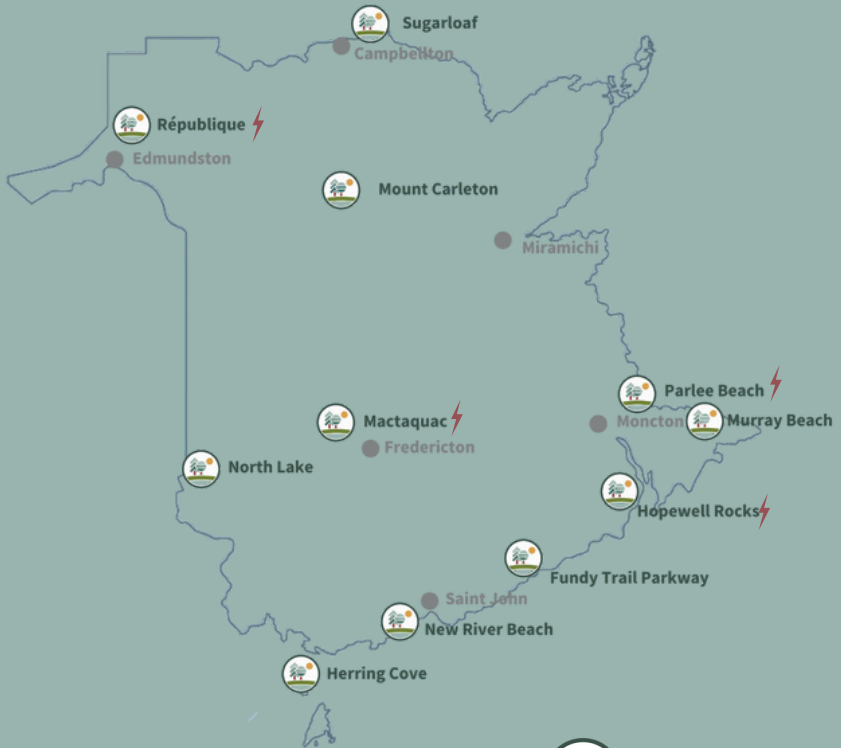 Sugarloaf
Campbellton
République
Edmundston
Mount Carleton
Miramichi
Parlee Beach
Mactaquac
Moncton
Murray Beach
Fredericton
North Lake
Hopewell Rocks
Fundy Trail Parkway
Saint John
New River Beach
Herring Cove